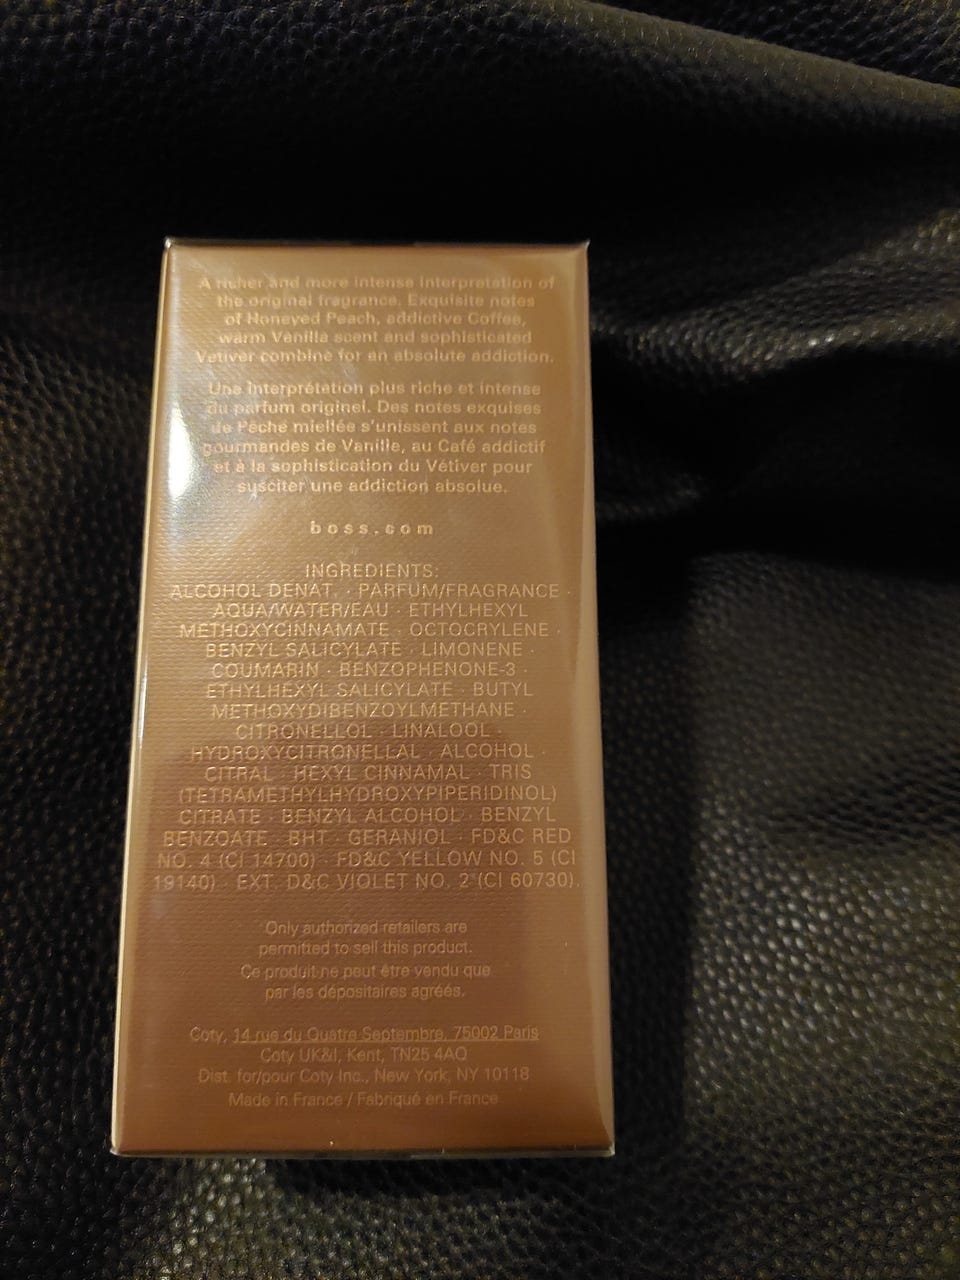 A richer and more intense interpretation of
the original fragrance. Exquisite notes
of Honeyed Peach, addictive Coffee,
warm Vanilla scent and sophisticated
Vetiver combine for an absolute addiction.
Une interprétation plus riche et intense
du parfum originel. Des notes exquises
de Pêche miellée s'unissent aux notes
gourmandes de Vanille, au Café addictif
et à la sophistication du Vétiver pour
susciter une addiction absolue.
boss.com
INGREDIENTS:
ALCOHOL DENAT. · PARFUM/FRAGRANCE ·
AQUA/WATER/EAU · ETHYLHEXYL
METHOXYCINNAMATE · OCTOCRYLENE ·
BENZYL SALICYLATE · LIMONENE ·
COUMARIN · BENZOPHENONE-3 ·
ETHYLHEXYL SALICYLATE · BUTYL
METHOXYDIBENZOYLMETHANE ·
CITRONELLOL · LINALOOL ·
HYDROXYCITRONELLAL · ALCOHOL ·
CITRAL · HEXYL CINNAMAL · TRIS
(TETRAMETHYLHYDROXYPIPERIDINOL)
CITRATE · BENZYL ALCOHOL · BENZYL
BENZOATE · BHT · GERANIOL · FD&C RED
NO. 4 (CI 14700) · FD&C YELLOW NO. 5 (CI
19140) · EXT. D&C VIOLET NO. 2 (CI 60730).
Only authorized retailers are
permitted to sell this product.
Ce produit ne peut être vendu que
par les dépositaires agréés.
Coty, 14 rue du Quatre Septembre, 75002 Paris
Coty UK&I, Kent, TN25 4AQ
Dist. for/pour Coty Inc., New York, NY 10118
Made in France / Fabriqué en France